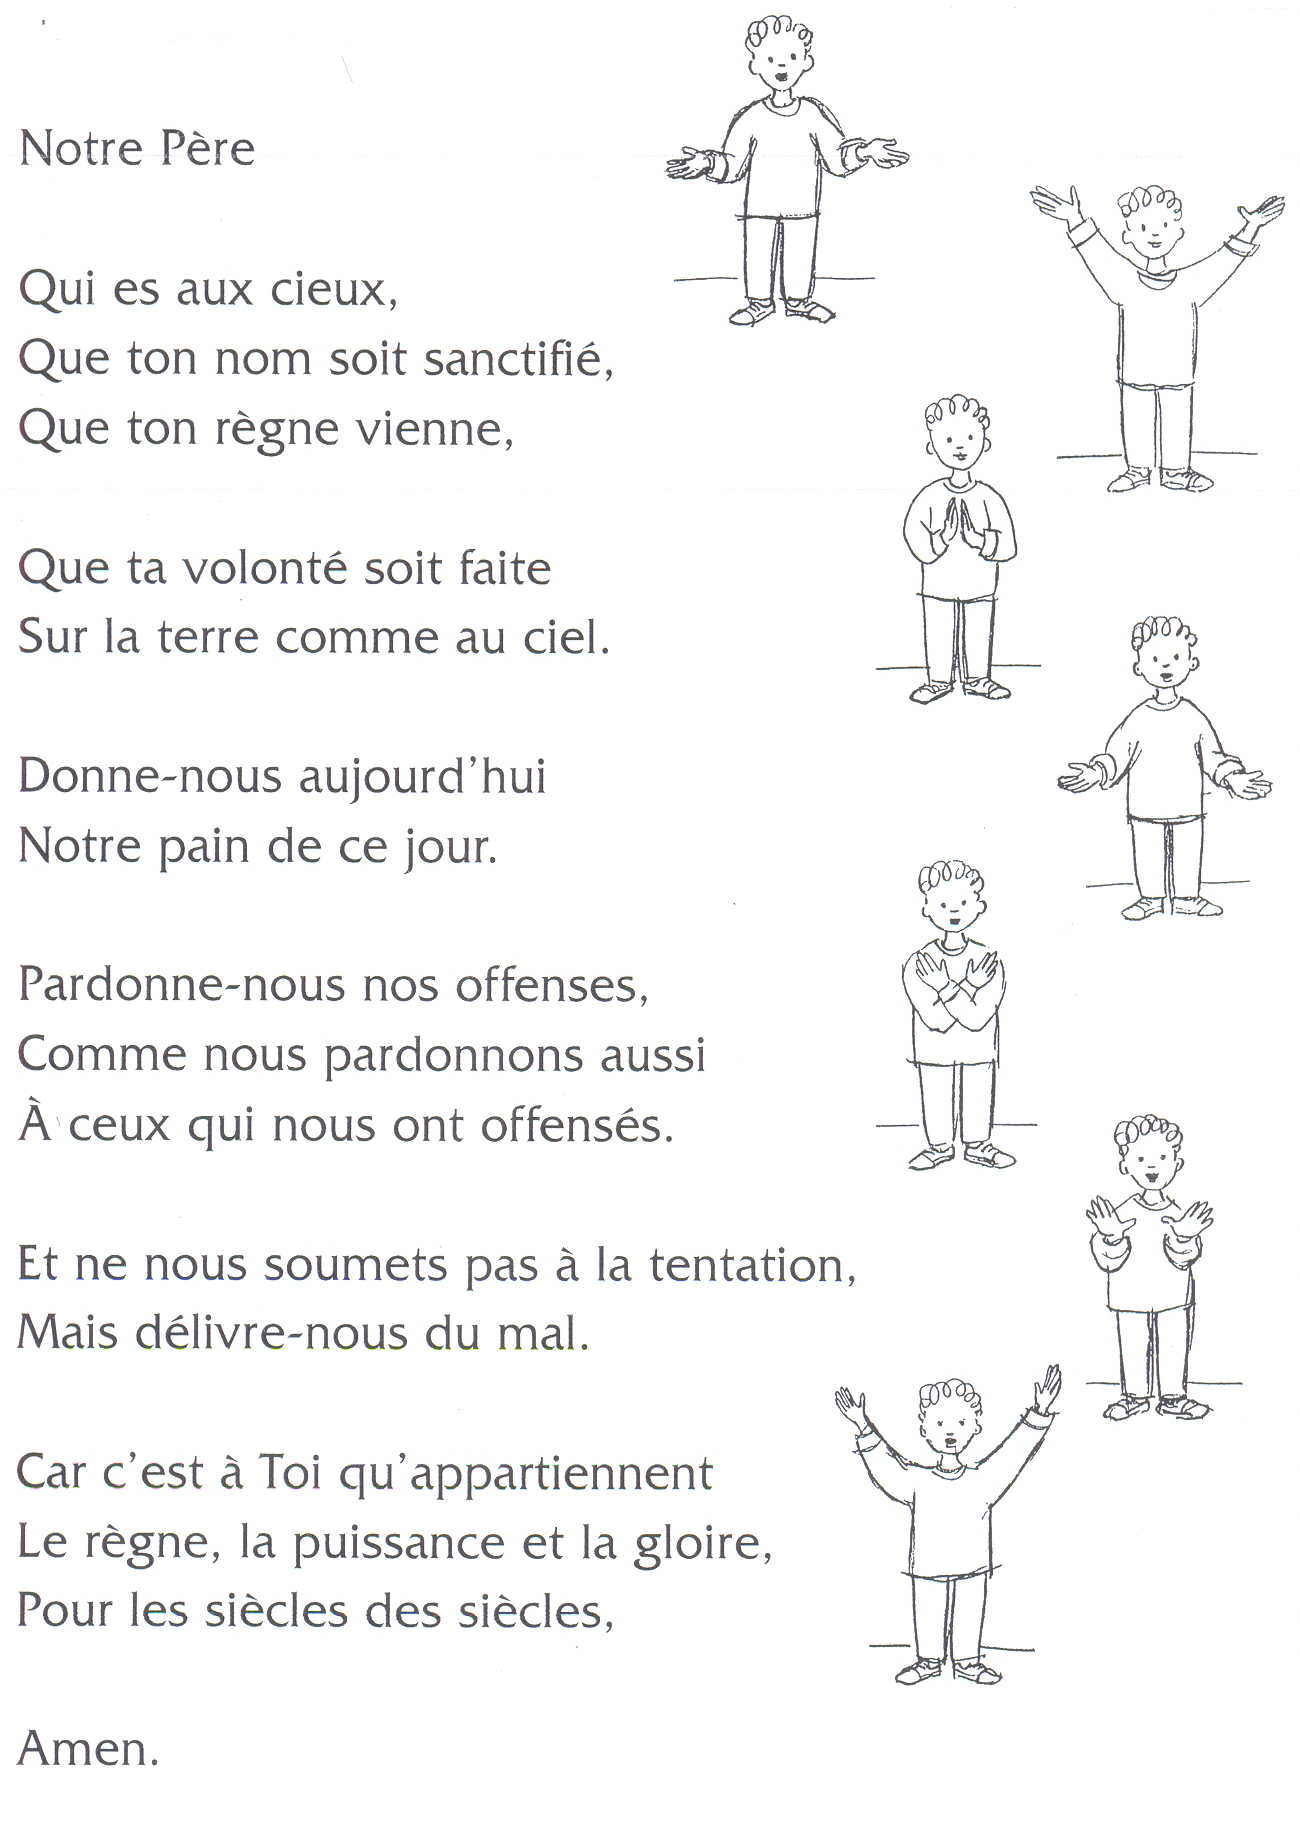 Notre Père
Qui es aux cieux,
Que ton nom soit sanctifié,
Que ton règne vienne,
Que ta volonté soit faite
Sur la terre comme au ciel.
Donne-nous aujourd'hui
Notre pain de ce jour.
Pardonne-nous nos offenses,
Comme nous pardonnons aussi
À ceux qui nous ont offensés.
Et ne nous soumets pas à la tentation,
Mais délivre-nous du mal.
Car c'est à Toi qu'appartiennent
Le règne, la puissance et la gloire,
Pour les siècles des siècles,
Amen.